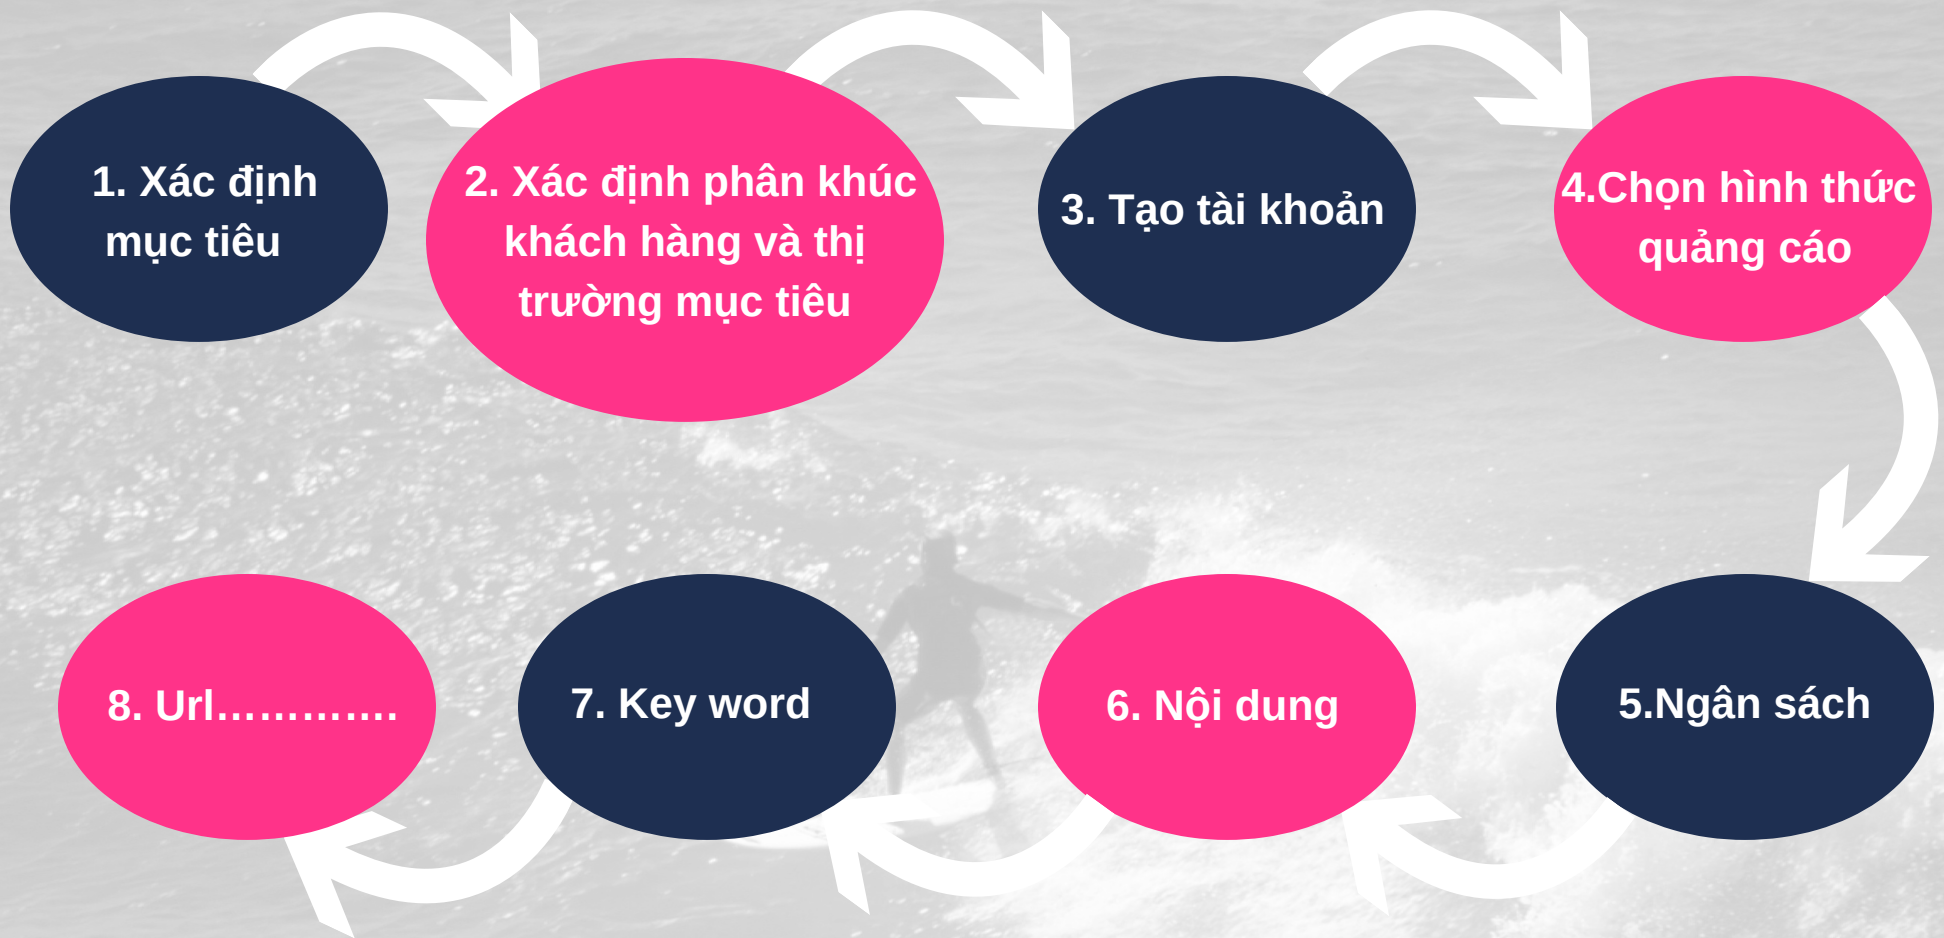 1. Xác định
mục tiêu
2. Xác định phân khúc
khách hàng và thị
trường mục tiêu
3. Tạo tài khoản
4.Chọn hình thức
quảng cáo
5.Ngân sách
6. Nội dung
7. Key word
8. Url………….